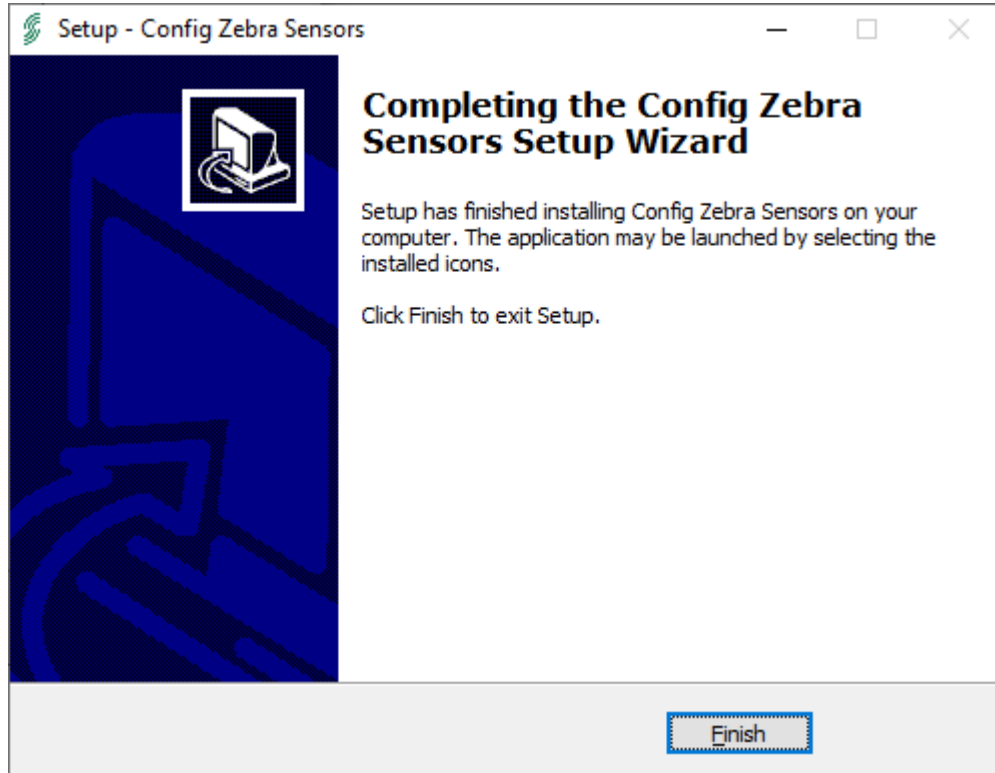 Setup - Config Zebra Sensors
Completing the Config Zebra
Sensors Setup Wizard
Setup has finished installing Config Zebra Sensors on your
computer. The application may be launched by selecting the
installed icons.
Click Finish to exit Setup.
Finish